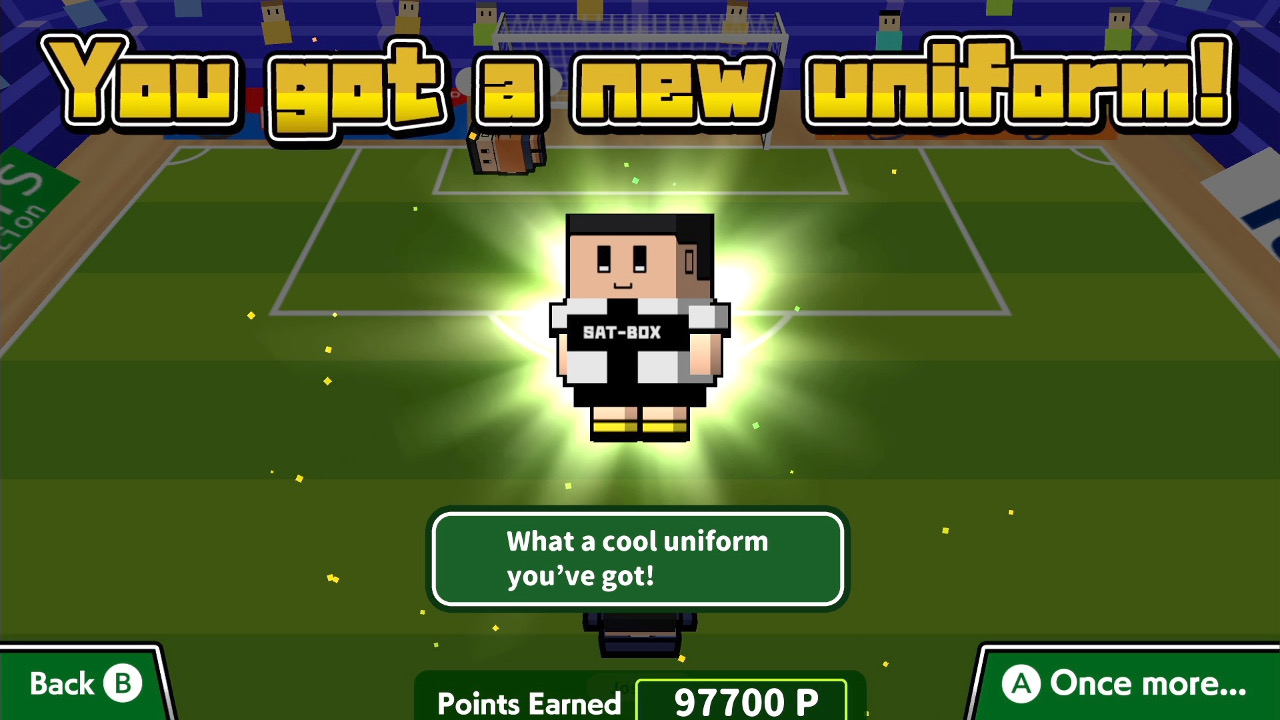 You got a new uniform!
SAT-BOX
What a cool uniform
you’ve got!
Back B
Points Earned 97700 P
A Once more...